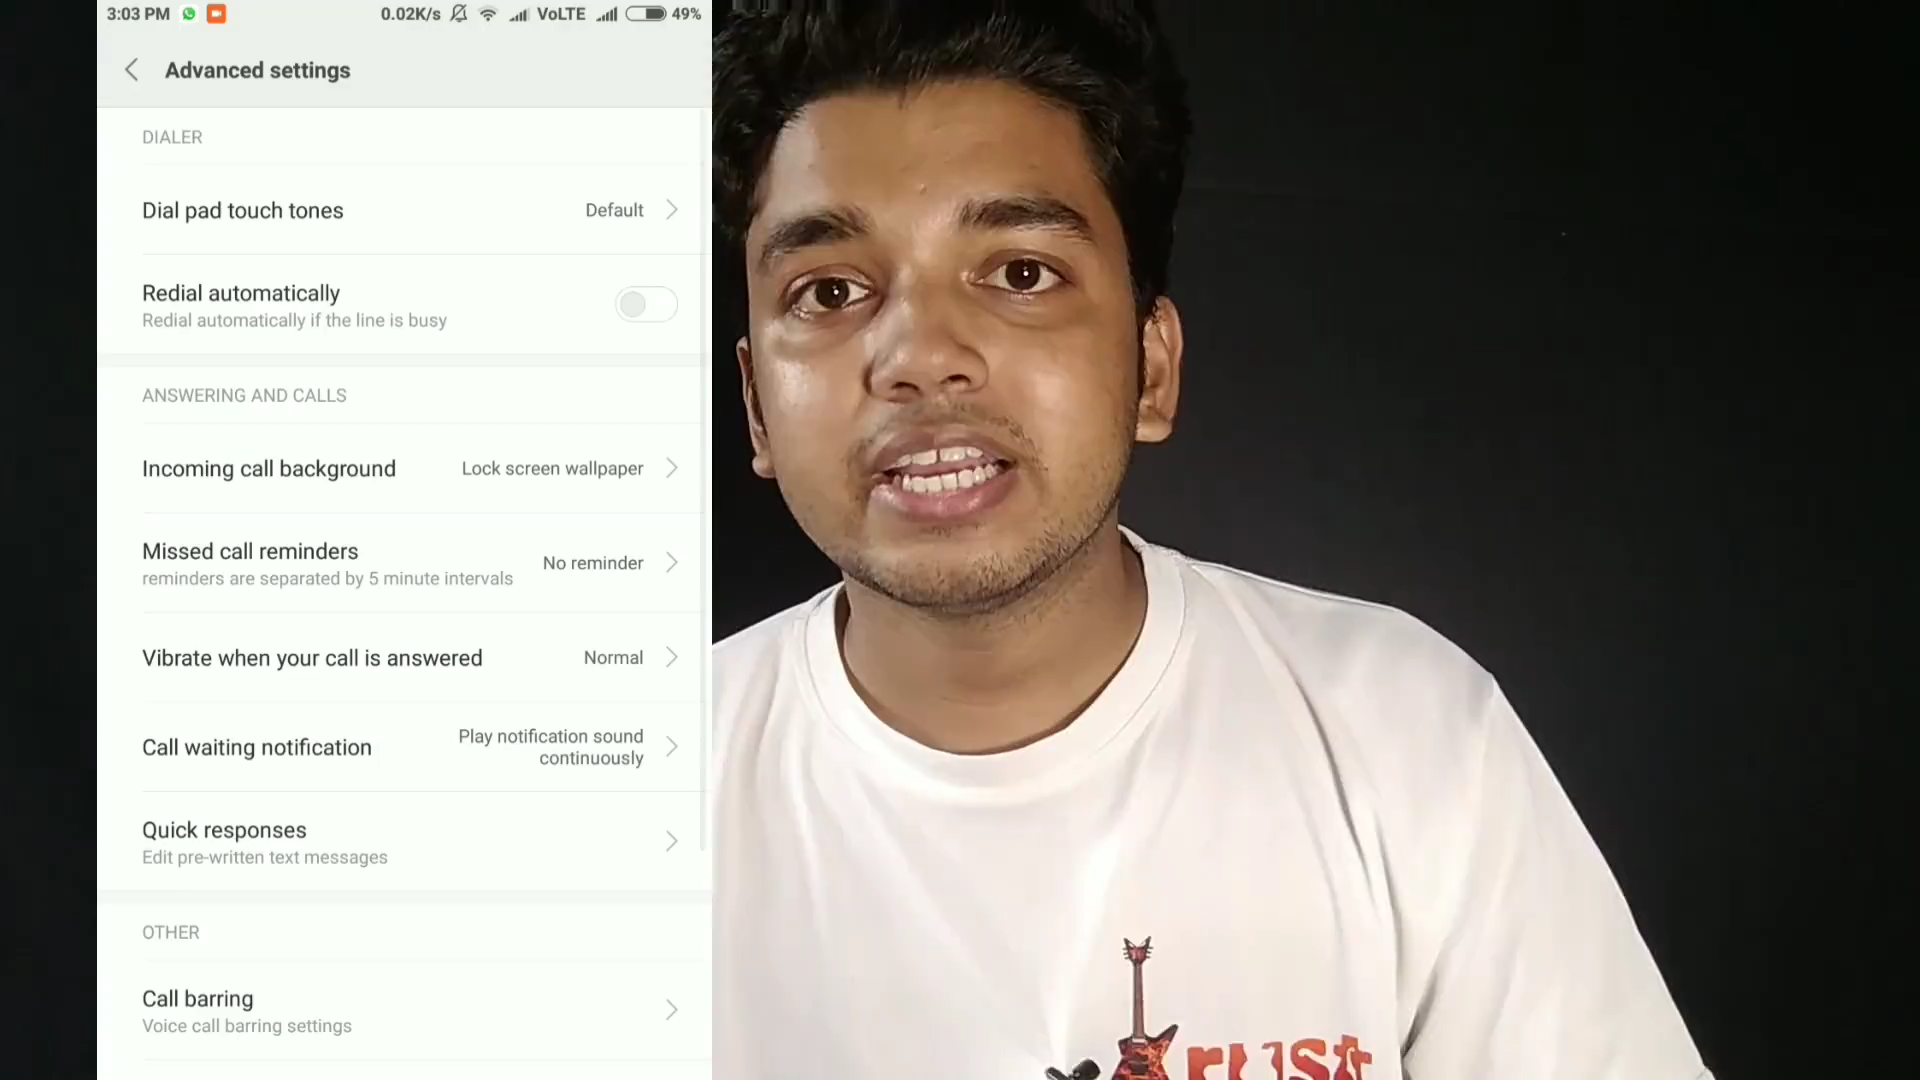 3:03 PM 0.02K/s VoLTE 49%
Advanced settings
DIALER
Dial pad touch tones Default
Redial automatically
Redial automatically if the line is busy
ANSWERING AND CALLS
Incoming call background Lock screen wallpaper
Missed call reminders No reminder
reminders are separated by 5 minute intervals
Vibrate when your call is answered Normal
Call waiting notification Play notification sound
continuously
Quick responses
Edit pre-written text messages
OTHER
Call barring
Voice call barring settings